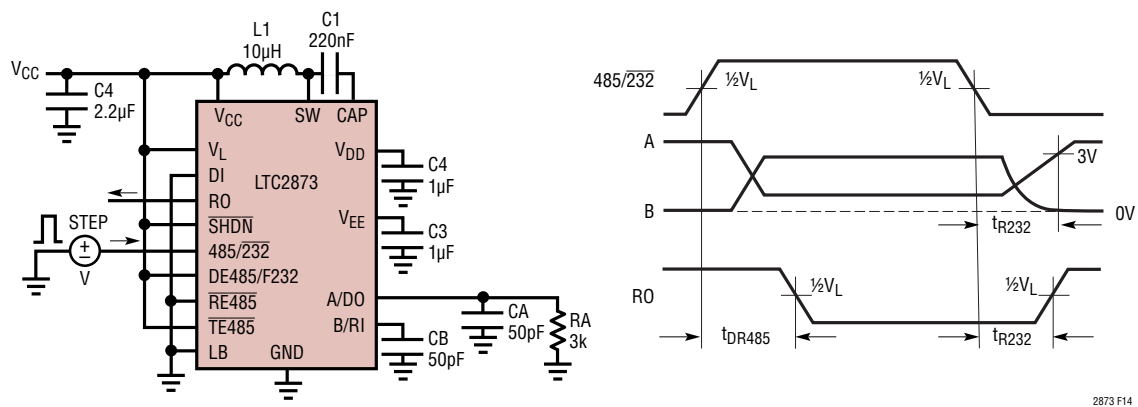 L1
10µH
C1
220nF
VCC
C4
2.2µF
VCC
SW
CAP
VL
DI
LTC2873
RO
SHDN
485/232
DE485/F232
RE485
TE485
LB
GND
VDD
VEE
A/DO
B/RI
C4
1µF
C3
1µF
STEP
+
–
V
CA
50pF
CB
50pF
RA
3k
485/232
½VL
½VL
A
B
3V
0V
tR232
RO
½VL
½VL
tDR485
tR232
2873 F14